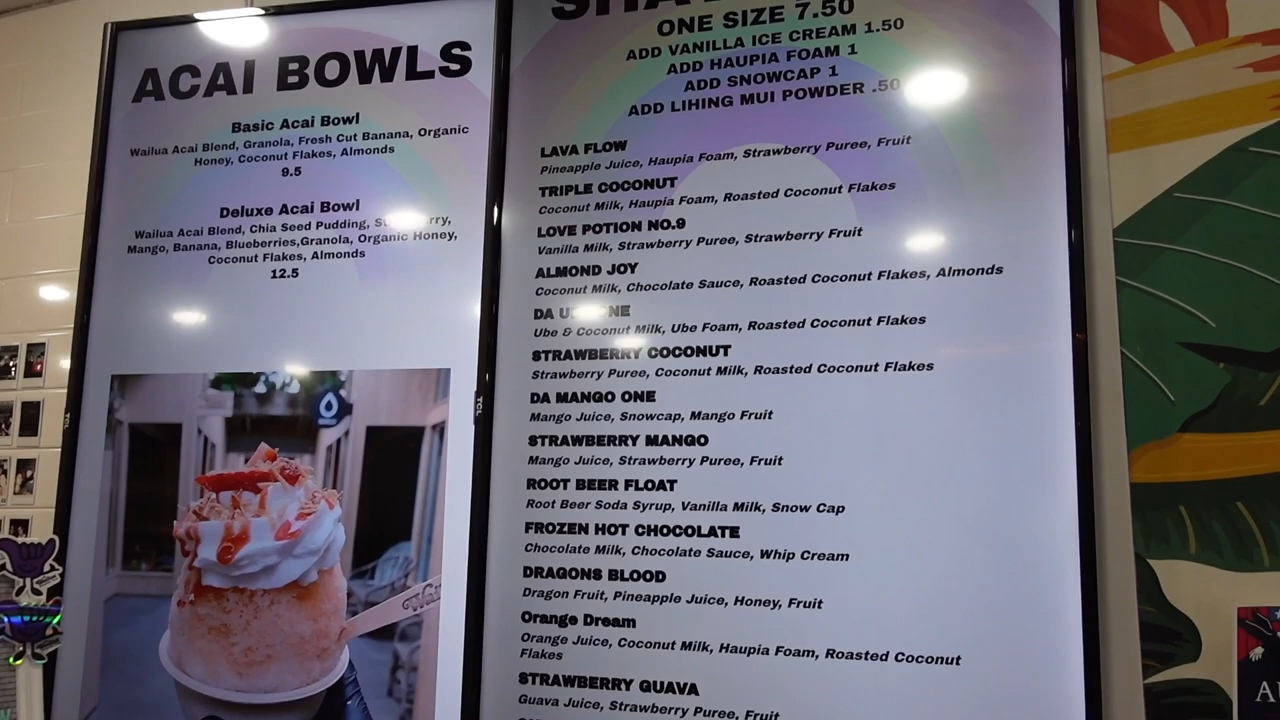 ACAI BOWLS
Basic Acai Bowl
Wailua Acai Blend, Granola, Fresh Cut Banana, Organic
Honey, Coconut Flakes, Almonds
9.5
Deluxe Acai Bowl
Wailua Acai Blend, Chia Seed Pudding,
Mango, Banana, Blueberries,Granola, Organic Honey,
Coconut Flakes, Almonds
12.5
ONE SIZE 7.50
ADD VANILLA ICE CREAM 1.50
ADD HAUPIA FOAM 1
ADD SNOWCAP 1
ADD LIHING MUI POWDER .50
LAVA FLOW
Pineapple Juice, Haupia Foam, Strawberry Puree, Fruit
TRIPLE COCONUT
Coconut Milk, Haupia Foam, Roasted Coconut Flakes
LOVE POTION NO.9
Vanilla Milk, Strawberry Puree, Strawberry Fruit
ALMOND JOY
Coconut Milk, Chocolate Sauce, Roasted Coconut Flakes, Almonds
DA
Ube & Coconut Milk, Ube Foam, Roasted Coconut Flakes
STRAWBERRY COCONUT
Strawberry Puree, Coconut Milk, Roasted Coconut Flakes
DA MANGO ONE
Mango Juice, Snowcap, Mango Fruit
STRAWBERRY MANGO
Mango Juice, Strawberry Puree, Fruit
ROOT BEER FLOAT
Root Beer Soda Syrup, Vanilla Milk, Snow Cap
FROZEN HOT CHOCOLATE
Chocolate Milk, Chocolate Sauce, Whip Cream
DRAGONS BLOOD
Dragon Fruit, Pineapple Juice, Honey, Fruit
Orange Dream
Orange Juice, Coconut Milk, Haupia Foam, Roasted Coconut
Flakes
STRAWBERRY GUAVA
Guava Juice, Strawberry Puree, Fruit
TCL
TCL